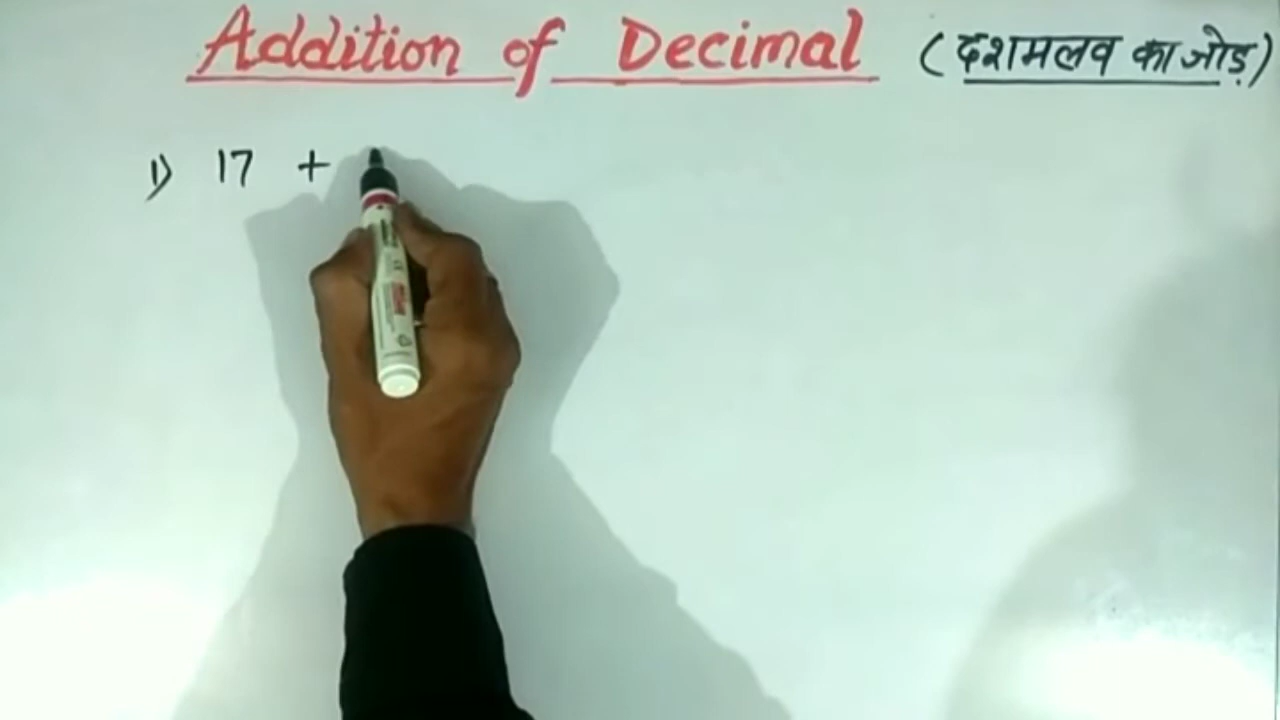 Addition of Decimal (दशमलव का जोड़)
1) 17 +